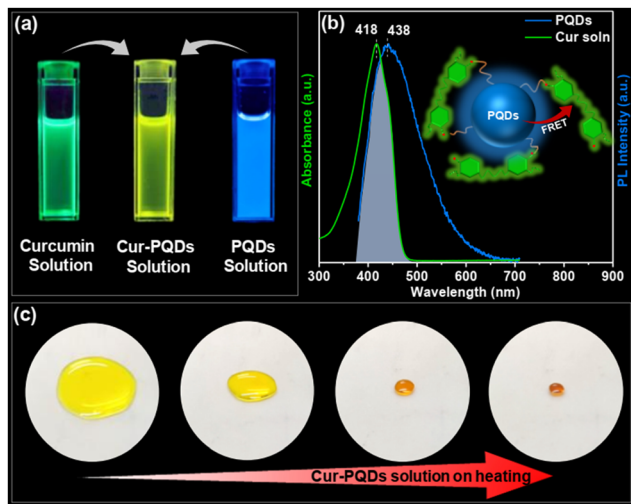 (a)
Curcumin
Solution
Cur-PQDs
Solution
PQDs
Solution
(b)
418
438
PQDs
Cur soln
PQDs
FRET
Absorbance (a.u.)
PL Intensity (a.u.)
300 400 500 600 700 800 900
Wavelength (nm)
(c)
Cur-PQDs solution on heating